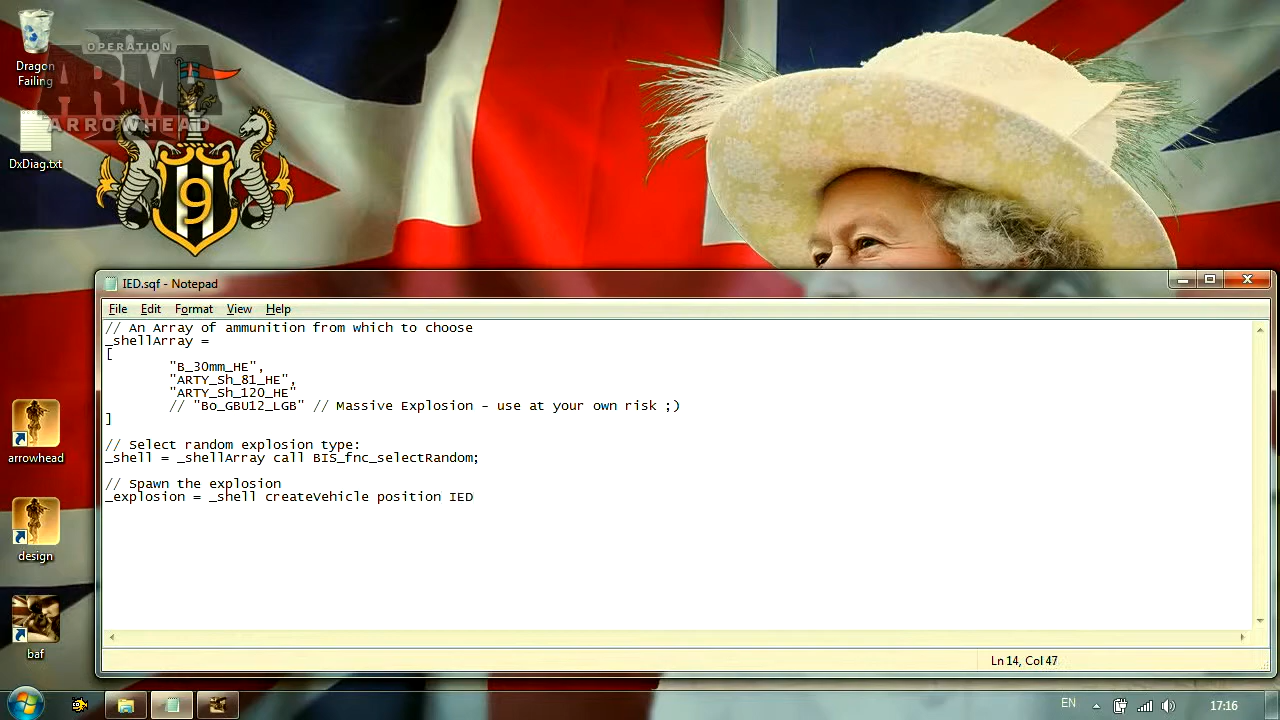 Dragon
Failing
OPERATION
ARMA
ARROWHEAD
DxDiag.txt
9
IED.sqf - Notepad
File Edit Format View Help
// An Array of ammunition from which to choose
_shellArray =
[
"B_30mm_HE",
"ARTY_Sh_81_HE",
"ARTY_Sh_120_HE"
// "Bo_GBU12_LGB" // Massive Explosion - use at your own risk ;)
]
// Select random explosion type:
_shell = _shellArray call BIS_fnc_selectRandom;
// Spawn the explosion
_explosion = _shell createVehicle position IED
arrowhead
design
baf
Ln 14, Col 47
EN
17:16